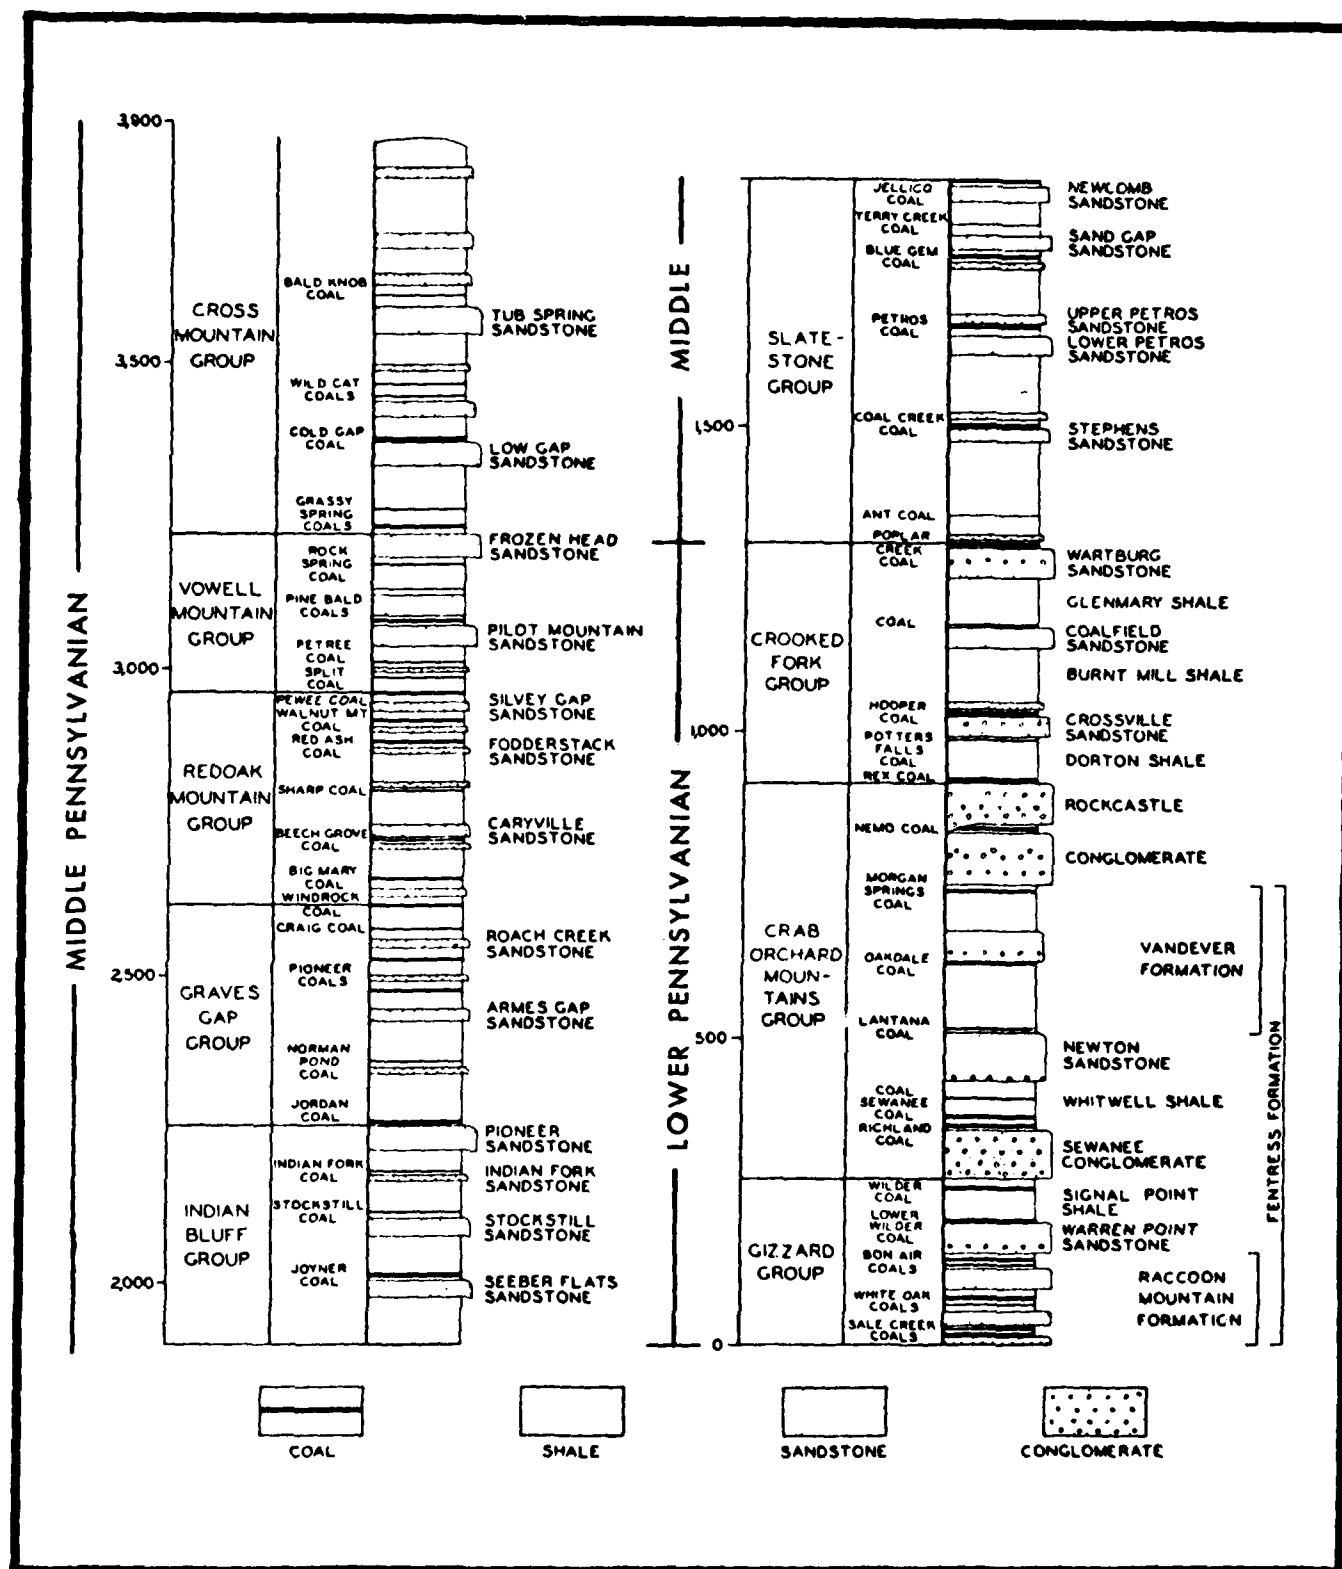 3,900
3,500
3,000
2,500
2,000
MIDDLE PENNSYLVANIAN
CROSS
MOUNTAIN
GROUP
VOWELL
MOUNTAIN
GROUP
REDOAK
MOUNTAIN
GROUP
GRAVES
GAP
GROUP
INDIAN
BLUFF
GROUP
BALD KNOB
COAL
WILD CAT
COALS
COLD GAP
COAL
GRASSY
SPRING
COALS
ROCK
SPRING
COAL
PINE BALD
COALS
PETREE
COAL
SPLIT
COAL
PEWEE COAL
WALNUT MT
COAL
RED ASH
COAL
SHARP COAL
BEECH GROVE
COAL
BIG MARY
COAL
WINDROCK
COAL
CRAIG COAL
PIONEER
COALS
NORMAN
POND
COAL
JORDAN
COAL
INDIAN FORK
COAL
STOCKSTILL
COAL
JOYNER
COAL
TUB SPRING
SANDSTONE
LOW GAP
SANDSTONE
FROZEN HEAD
SANDSTONE
PILOT MOUNTAIN
SANDSTONE
SILVEY GAP
SANDSTONE
FODDERSTACK
SANDSTONE
CARYVILLE
SANDSTONE
ROACH CREEK
SANDSTONE
ARMES GAP
SANDSTONE
PIONEER
SANDSTONE
INDIAN FORK
SANDSTONE
STOCKSTILL
SANDSTONE
SEEBER FLATS
SANDSTONE
MIDDLE
LOWER PENNSYLVANIAN
1,500
1,000
500
0
SLATE-
STONE
GROUP
CROOKED
FORK
GROUP
CRAB
ORCHARD
MOUN-
TAINS
GROUP
GIZZARD
GROUP
JELLICO
COAL
TERRY CREEK
COAL
BLUE GEM
COAL
PETROS
COAL
COAL CREEK
COAL
ANT COAL
POPLAR
CREEK
COAL
COAL
HOOPER
COAL
POTTERS
FALLS
COAL
REX COAL
NEMO COAL
MORGAN
SPRINGS
COAL
OAKDALE
COAL
LANTANA
COAL
COAL
SEWANEE
COAL
RICHLAND
COAL
WILDER
COAL
LOWER
WILDER
COAL
BON AIR
COALS
WHITE OAK
COALS
SALE CREEK
COALS
NEWCOMB
SANDSTONE
SAND GAP
SANDSTONE
UPPER PETROS
SANDSTONE
LOWER PETROS
SANDSTONE
STEPHENS
SANDSTONE
WARTBURG
SANDSTONE
GLENMARY SHALE
COALFIELD
SANDSTONE
BURNT MILL SHALE
CROSSVILLE
SANDSTONE
DORTON SHALE
ROCKCASTLE
CONGLOMERATE
VANDEVER
FORMATION
NEWTON
SANDSTONE
WHITWELL SHALE
SEWANEE
CONGLOMERATE
SIGNAL POINT
SHALE
WARREN POINT
SANDSTONE
RACCOON
MOUNTAIN
FORMATION
FENTRESS FORMATION
COAL
SHALE
SANDSTONE
CONGLOMERATE